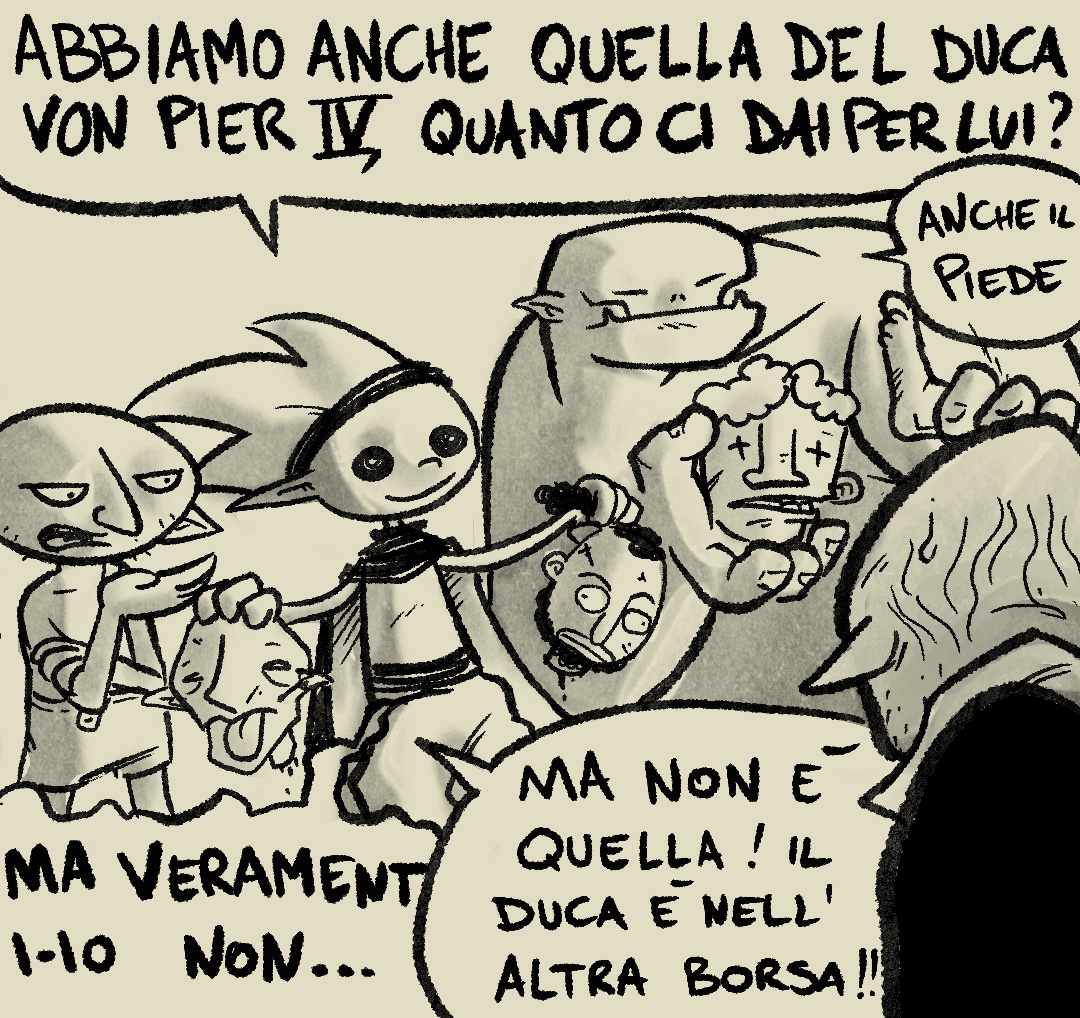 ABBIAMO ANCHE QUELLA DEL DUCA
VON PIER IV, QUANTO CI DAI PER LUI?
ANCHE IL
PIEDE
MA NON È
QUELLA! IL
DUCA È NELL'
ALTRA BORSA!!
MA VERAMENT
I-IO NON...